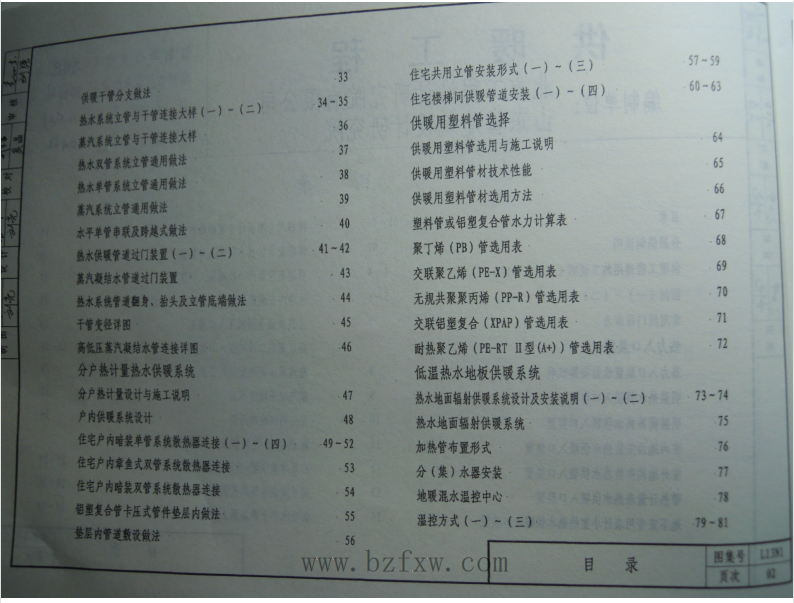 供暖干管分支做法 33
热水系统立管与干管连接大样(一)~(二) 34~35
蒸汽系统立管与干管连接大样 36
热水双管系统立管通用做法 37
热水单管系统立管通用做法 38
蒸汽系统立管通用做法 39
水平单管串联及跨越式做法 40
热水供暖管道过门装置(一)~(二) 41~42
蒸汽凝结水管道过门装置 43
热水系统管道翻身、抬头及立管底端做法 44
干管变径详图 45
高低压蒸汽凝结水管连接详图 46
分户热计量热水供暖系统
分户热计量设计与施工说明 47
户内供暖系统设计 48
住宅户内暗装单管系统散热器连接(一)~(四) 49~52
住宅户内章鱼式双管系统散热器连接 53
住宅户内暗装双管系统散热器连接 54
铝塑复合管卡压式管件垫层内做法 55
垫层内管道敷设做法 56
住宅共用立管安装形式(一)~(三) 57~59
住宅楼梯间供暖管道安装(一)~(四) 60~63
供暖用塑料管选择
供暖用塑料管选用与施工说明 64
供暖用塑料管材技术性能 65
供暖用塑料管材选用方法 66
塑料管或铝塑复合管水力计算表 67
聚丁烯(PB)管选用表 68
交联聚乙烯(PE-X)管选用表 69
无规共聚聚丙烯(PP-R)管选用表 70
交联铝塑复合(XPAP)管选用表 71
耐热聚乙烯(PE-RT II型(A+))管选用表 72
低温热水地板供暖系统
热水地面辐射供暖系统设计及安装说明(一)~(二) 73~74
热水地面辐射供暖系统 75
加热管布置形式 76
分(集)水器安装 77
地暖混水温控中心 78
温控方式(一)~(三) 79~81
目录
图集号 L13N1
页次 02
www.bzfxw.com